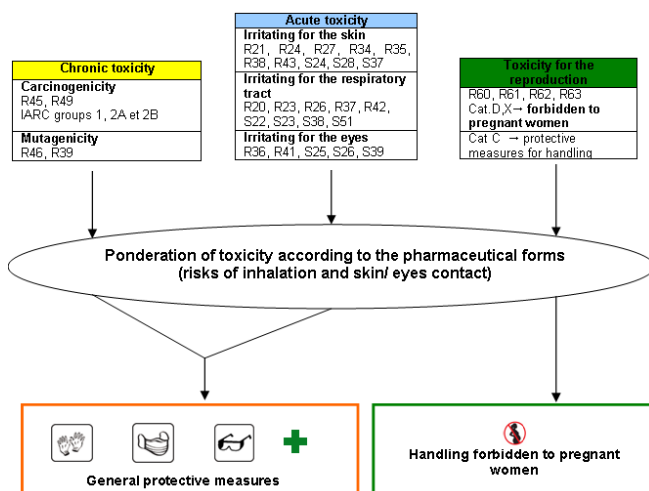 Chronic toxicity
Carcinogenicity
R45, R49
IARC groups 1, 2A et 2B
Mutagenicity
R46, R39
Acute toxicity
Irritating for the skin
R21, R24, R27, R34, R35,
R38, R43, S24, S28, S37
Irritating for the respiratory
tract
R20, R23, R26, R37, R42,
S22, S23, S38, S51
Irritating for the eyes
R36, R41, S25, S26, S39
Toxicity for the
reproduction
R60, R61, R62, R63
Cat.D,X→ forbidden to
pregnant women
Cat C → protective
measures for handling
Ponderation of toxicity according to the pharmaceutical forms
(risks of inhalation and skin/ eyes contact)
General protective measures
Handling forbidden to pregnant
women